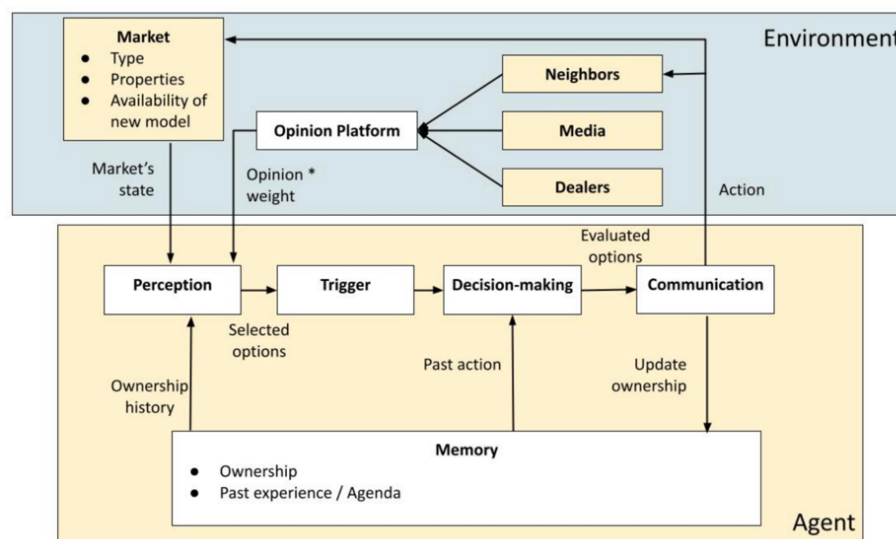 Environment
Market
● Type
● Properties
● Availability of
new model
Neighbors
Opinion Platform
Media
Dealers
Market's
state
Opinion *
weight
Action
Evaluated
options
Perception
Trigger
Decision-making
Communication
Selected
options
Ownership
history
Past action
Update
ownership
Memory
● Ownership
● Past experience / Agenda
Agent